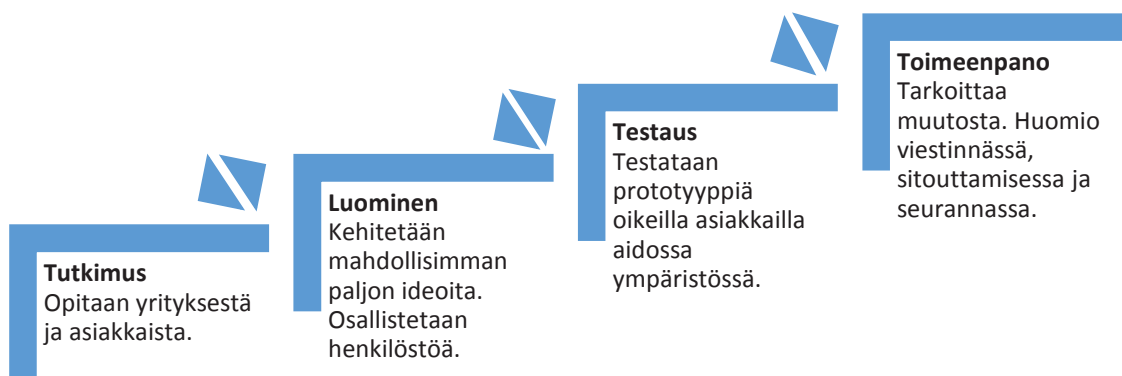 Tutkimus
Opitaan yrityksestä
ja asiakkaista.
Luominen
Kehitetään
mahdollisimman
paljon ideoita.
Osallistetaan
henkilöstöä.
Testaus
Testataan
prototyyppiä
oikeilla asiakkailla
aidossa
ympäristössä.
Toimeenpano
Tarkoittaa
muutosta. Huomio
viestinnässä,
sitouttamisessa ja
seurannassa.